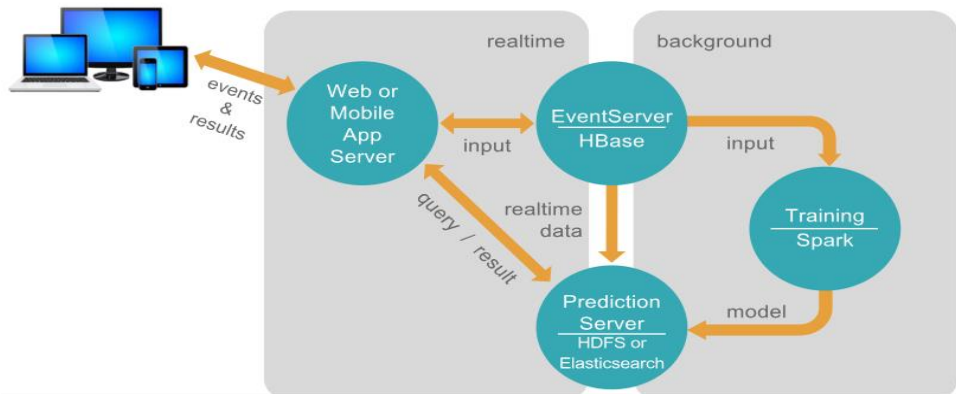 realtime
background
events
&
results
Web or
Mobile
App
Server
input
EventServer
HBase
input
realtime
data
query / result
Training
Spark
Prediction
Server
HDFS or
Elasticsearch
model